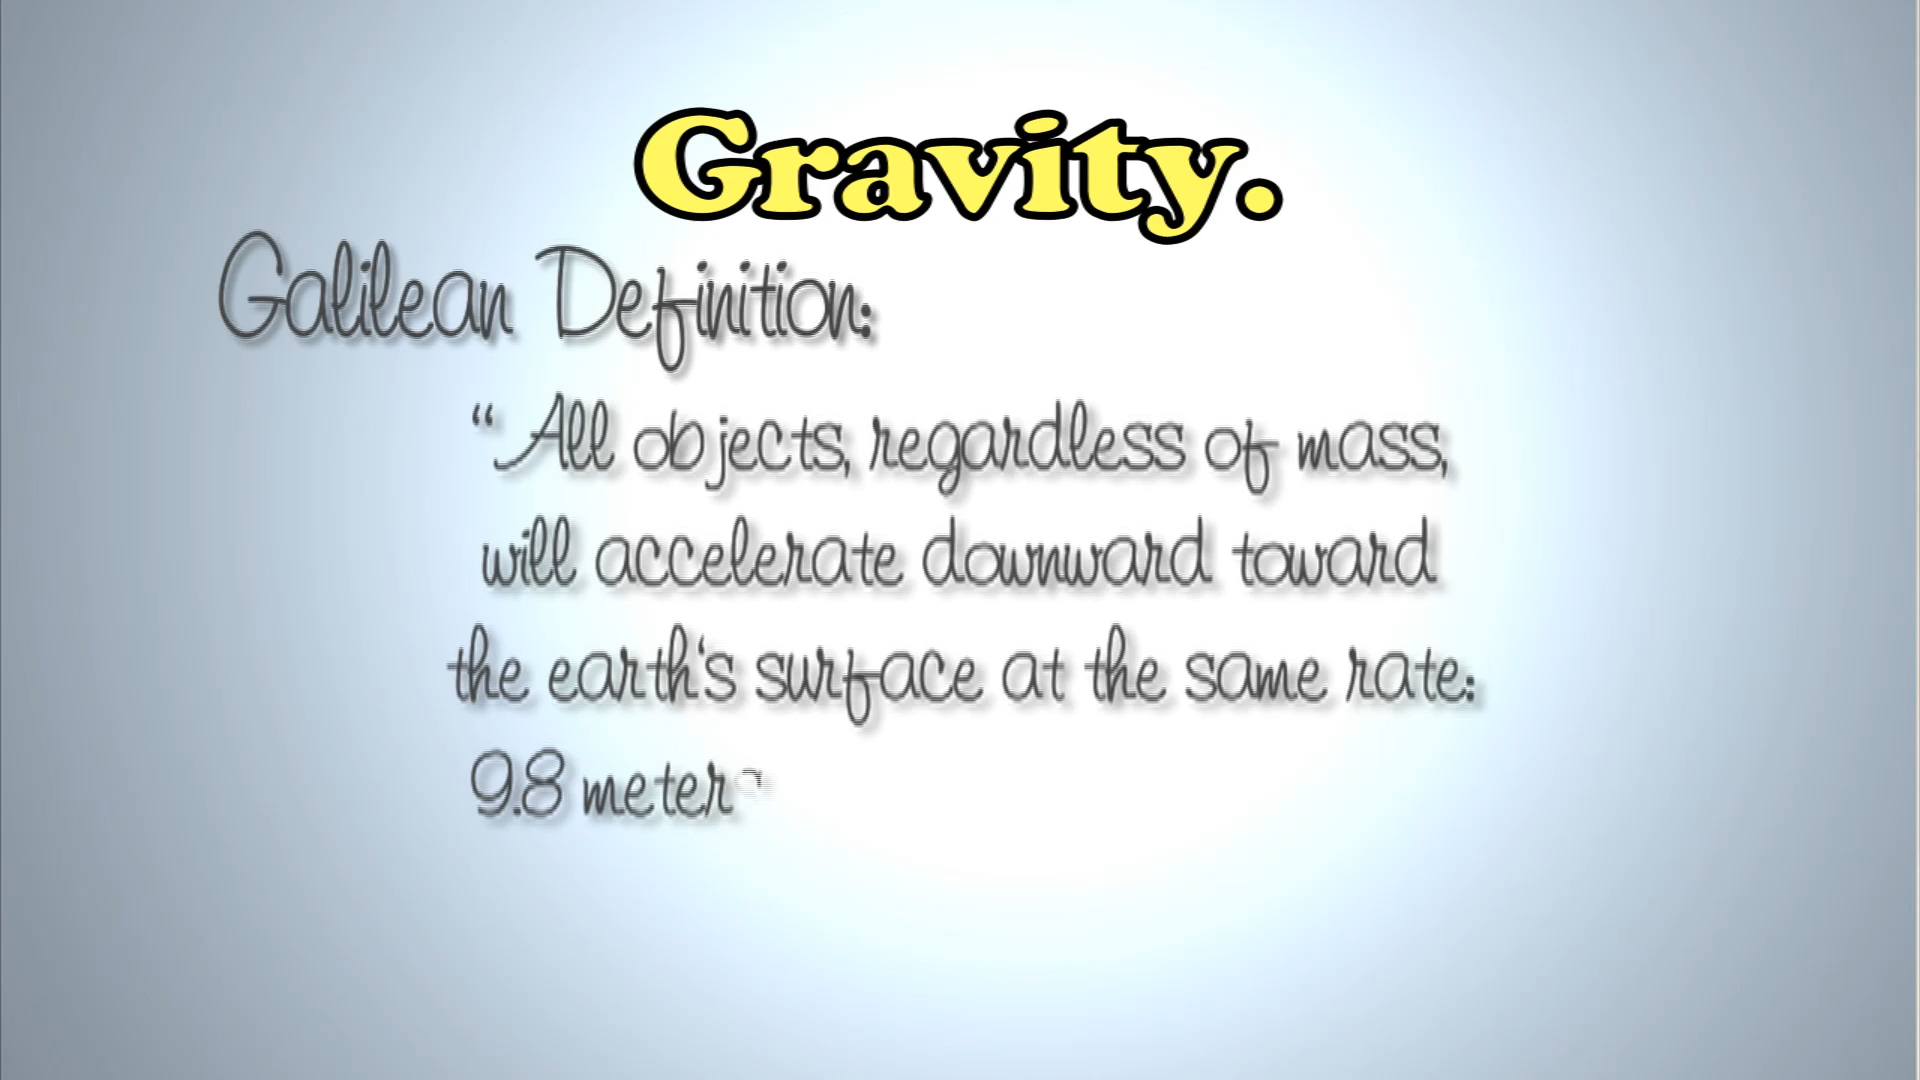 Gravity.
Galilean Definition:
“All objects, regardless of mass,
will accelerate downward toward
the earth‘s surface at the same rate:
9.8 meter